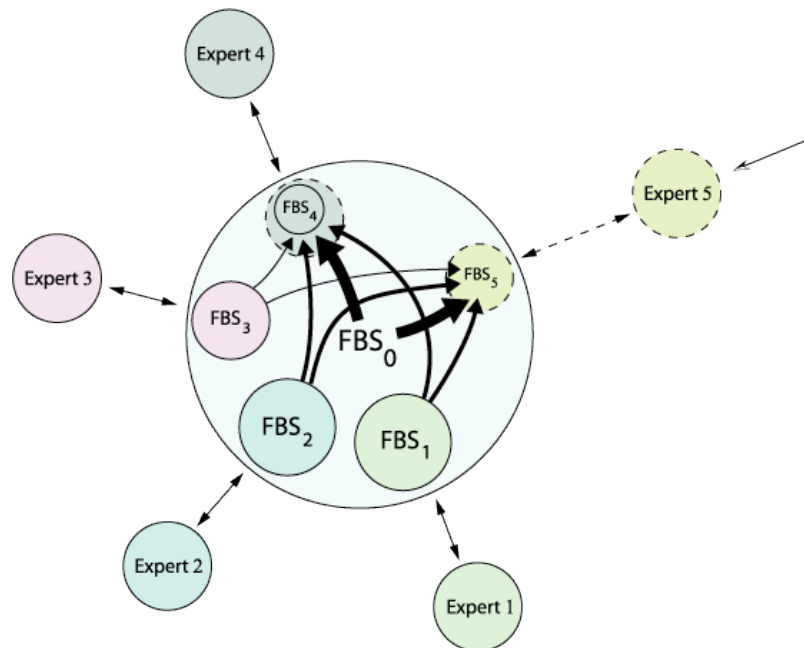 Expert 4
Expert 5
FBS4
FBS5
Expert 3
FBS3
FBS0
FBS2
FBS1
Expert 2
Expert 1